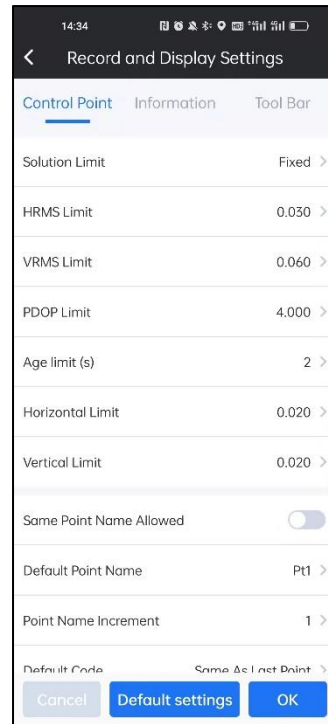 14:34
Record and Display Settings
Control Point Information Tool Bar
Solution Limit Fixed
HRMS Limit 0.030
VRMS Limit 0.060
PDOP Limit 4.000
Age limit (s) 2
Horizontal Limit 0.020
Vertical Limit 0.020
Same Point Name Allowed
Default Point Name Pt1
Point Name Increment 1
Default Code Same As Last Point
Cancel Default settings OK